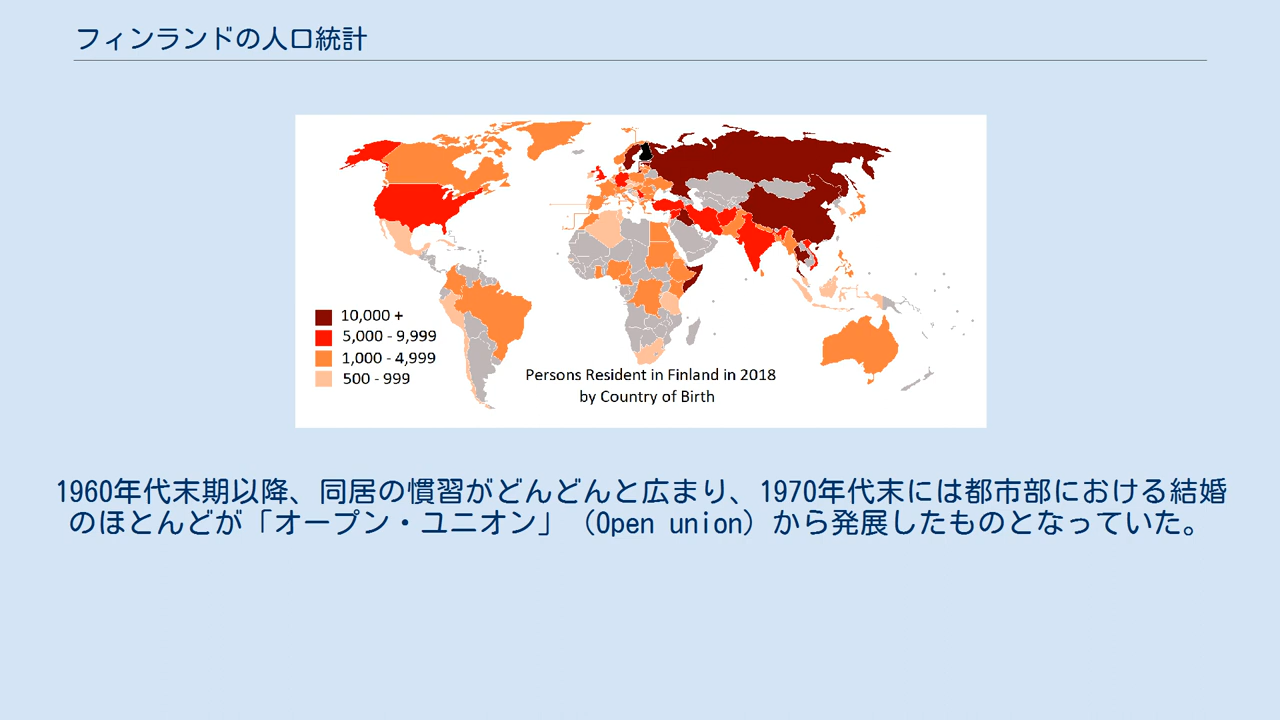 フィンランドの人口統計
10,000 +
5,000 - 9,999
1,000 - 4,999
500 - 999
Persons Resident in Finland in 2018
by Country of Birth
1960年代末期以降、同居の慣習がどんどんと広まり、1970年代末には都市部における結婚
のほとんどが「オープン・ユニオン」（Open union）から発展したものとなっていた。